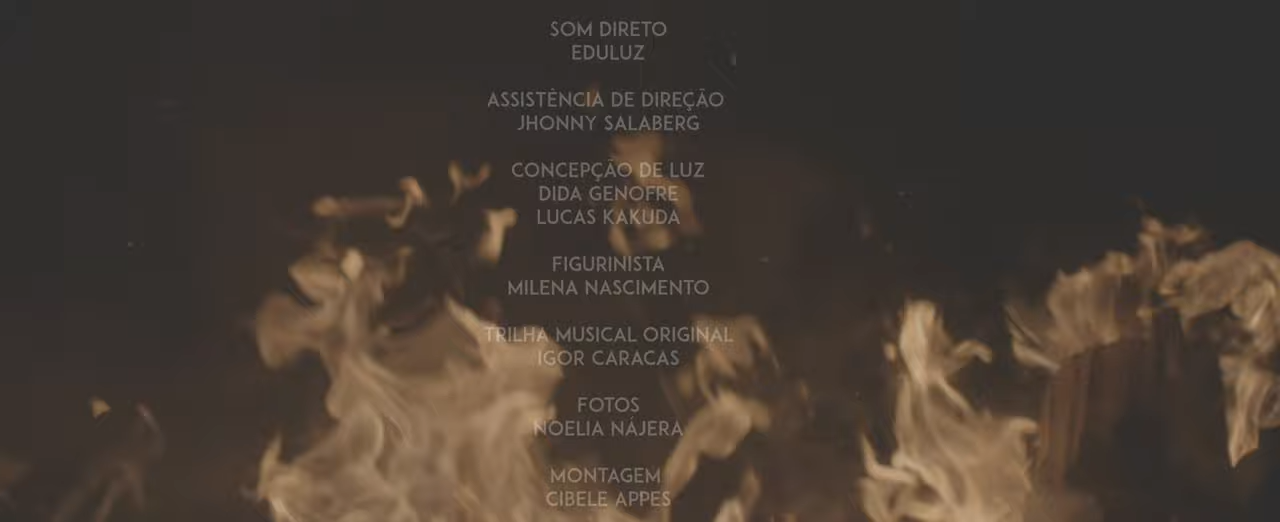 SOM DIRETO
EDULUZ
ASSISTÊNCIA DE DIREÇÃO
JHONNY SALABERG
CONCEPÇÃO DE LUZ
DIDA GENOFRE
LUCAS KAKUDA
FIGURINISTA
MILENA NASCIMENTO
TRILHA MUSICAL ORIGINAL
IGOR CARACAS
FOTOS
NOELIA NÁJERA
MONTAGEM
CIBELE APPES